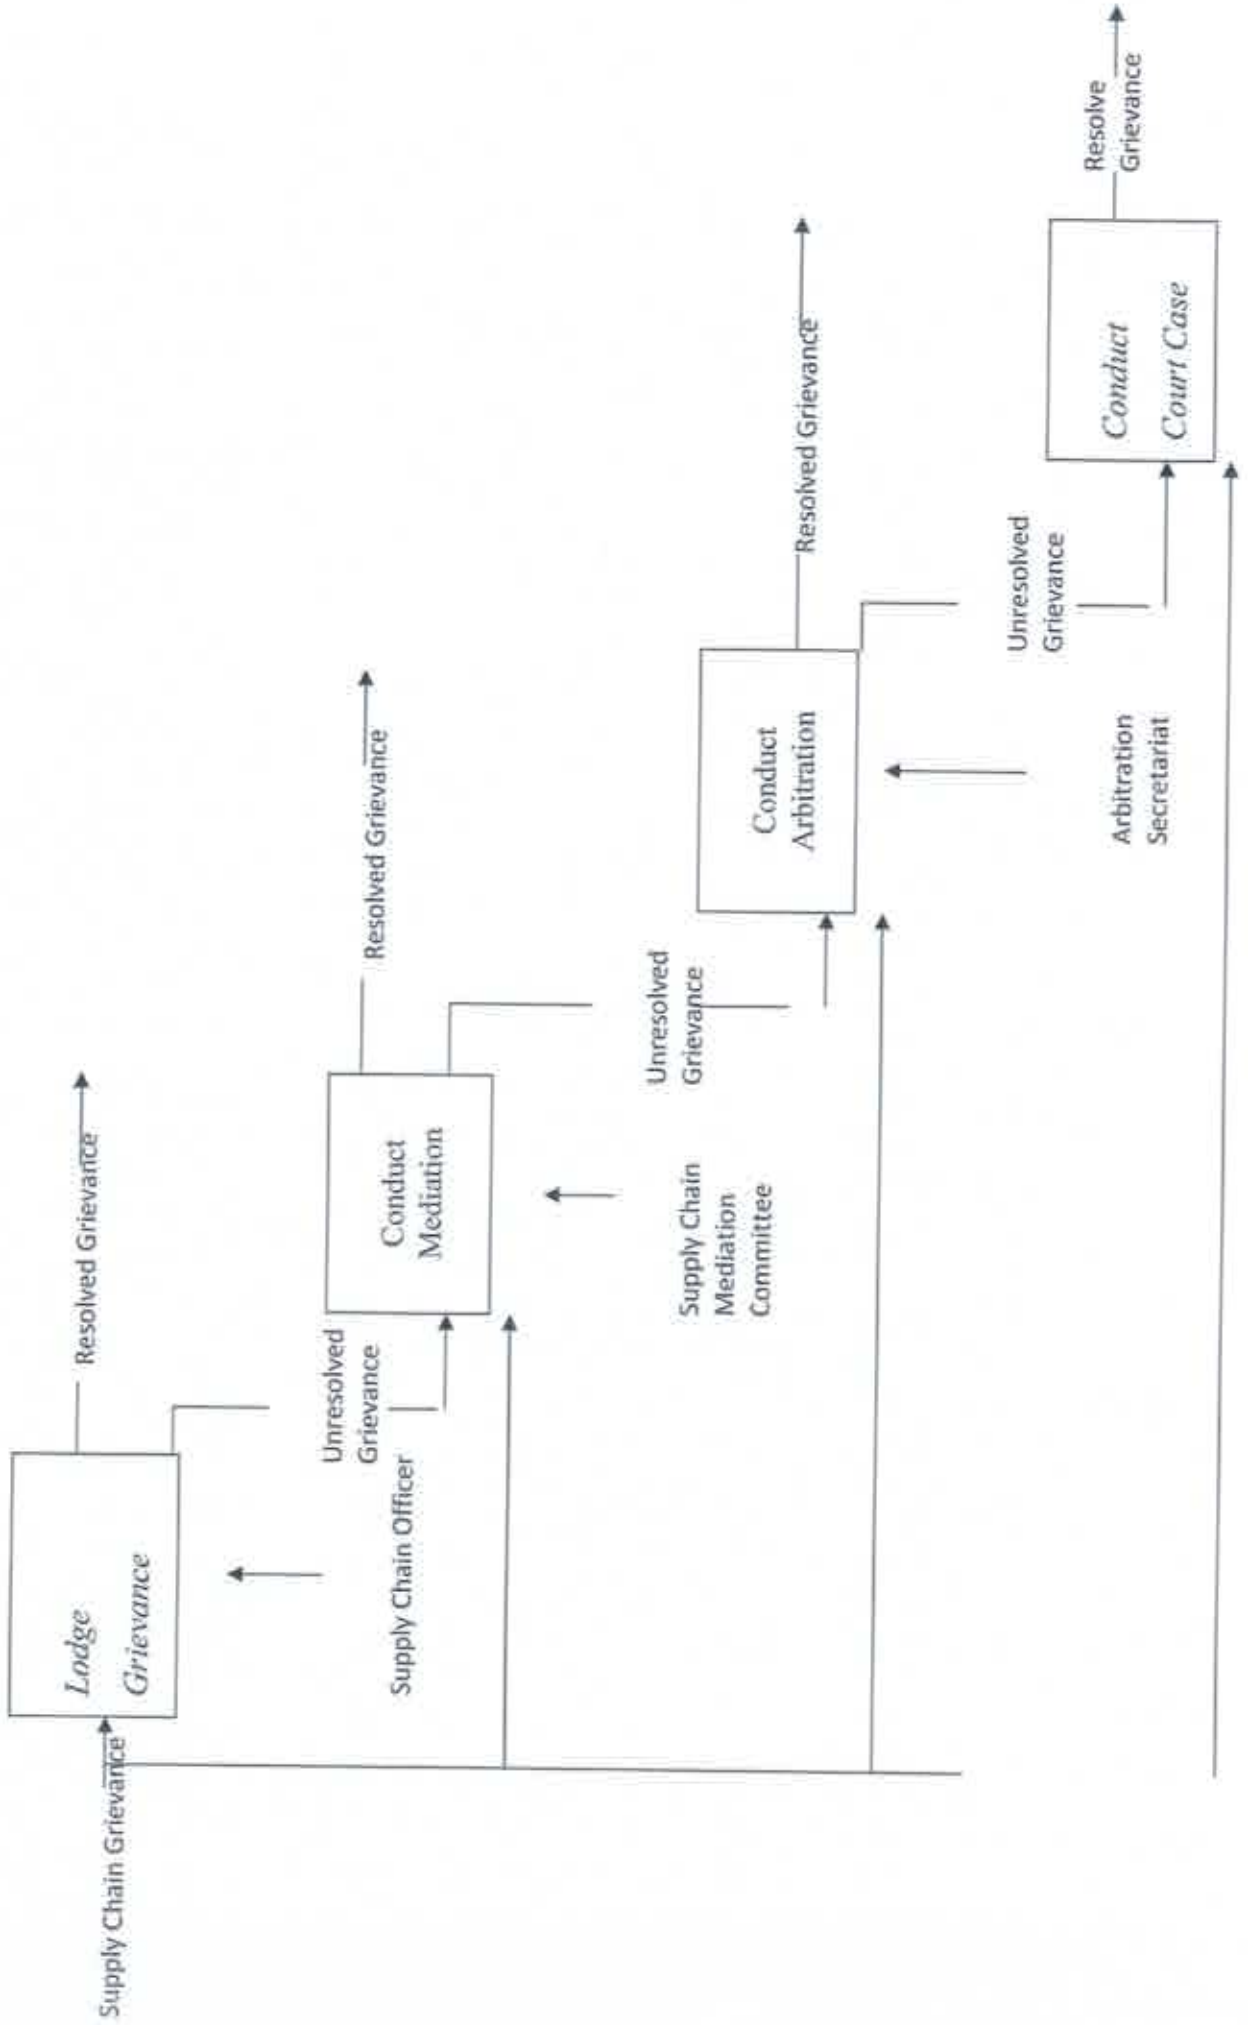 Supply Chain Grievance
Lodge
Grievance
Resolved Grievance
Unresolved
Grievance
Supply Chain Officer
Conduct
Mediation
Resolved Grievance
Unresolved
Grievance
Supply Chain
Mediation
Committee
Conduct
Arbitration
Resolved Grievance
Unresolved
Grievance
Arbitration
Secretariat
Conduct
Court Case
Resolve
Grievance